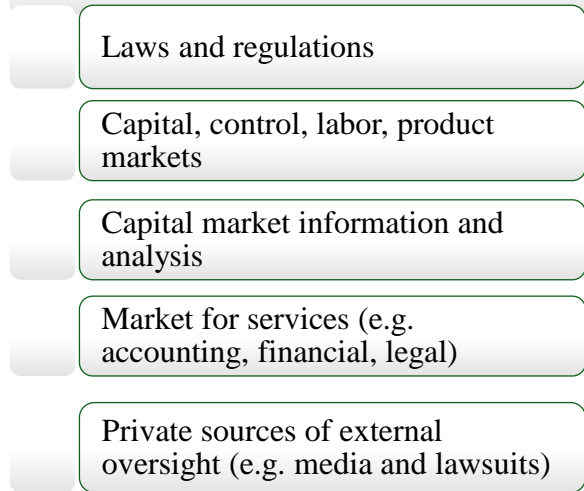 Laws and regulations
Capital, control, labor, product
markets
Capital market information and
analysis
Market for services (e.g.
accounting, financial, legal)
Private sources of external
oversight (e.g. media and lawsuits)